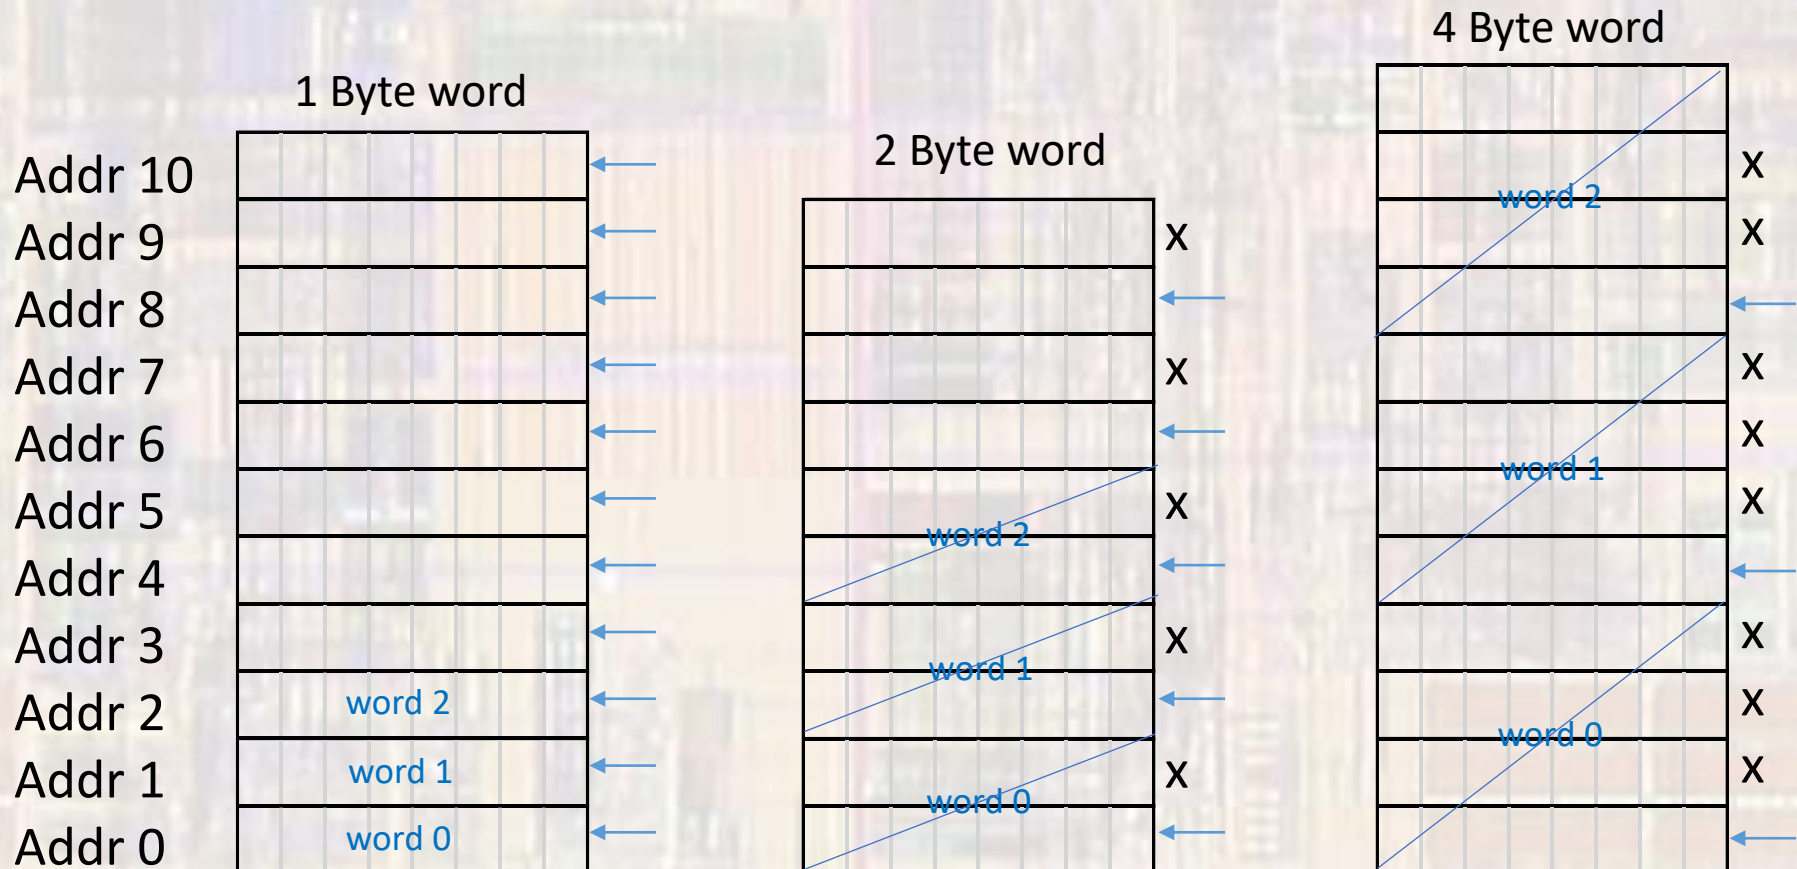 4 Byte word
1 Byte word
2 Byte word
Addr 10
x
word 2
Addr 9
x
x
Addr 8
Addr 7
x
x
Addr 6
x
word 1
Addr 5
x
x
word 2
Addr 4
Addr 3
x
x
word 1
Addr 2
word 2
x
word 0
Addr 1
word 1
x
x
word 0
Addr 0
word 0